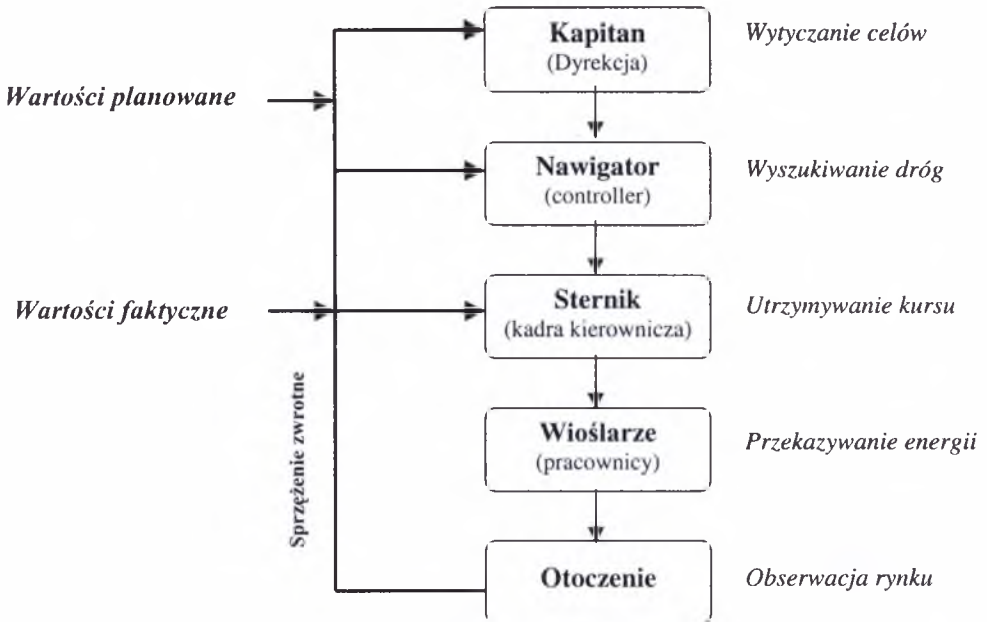 Kapitan
(Dyrekcja)
Wytyczanie celów
Wartości planowane
Nawigator
(controller)
Wyszukiwanie dróg
Wartości faktyczne
Sternik
(kadra kierownicza)
Utrzymywanie kursu
Sprzężenie zwrotne
Wioślarze
(pracownicy)
Przekazywanie energii
Otoczenie
Obserwacja rynku